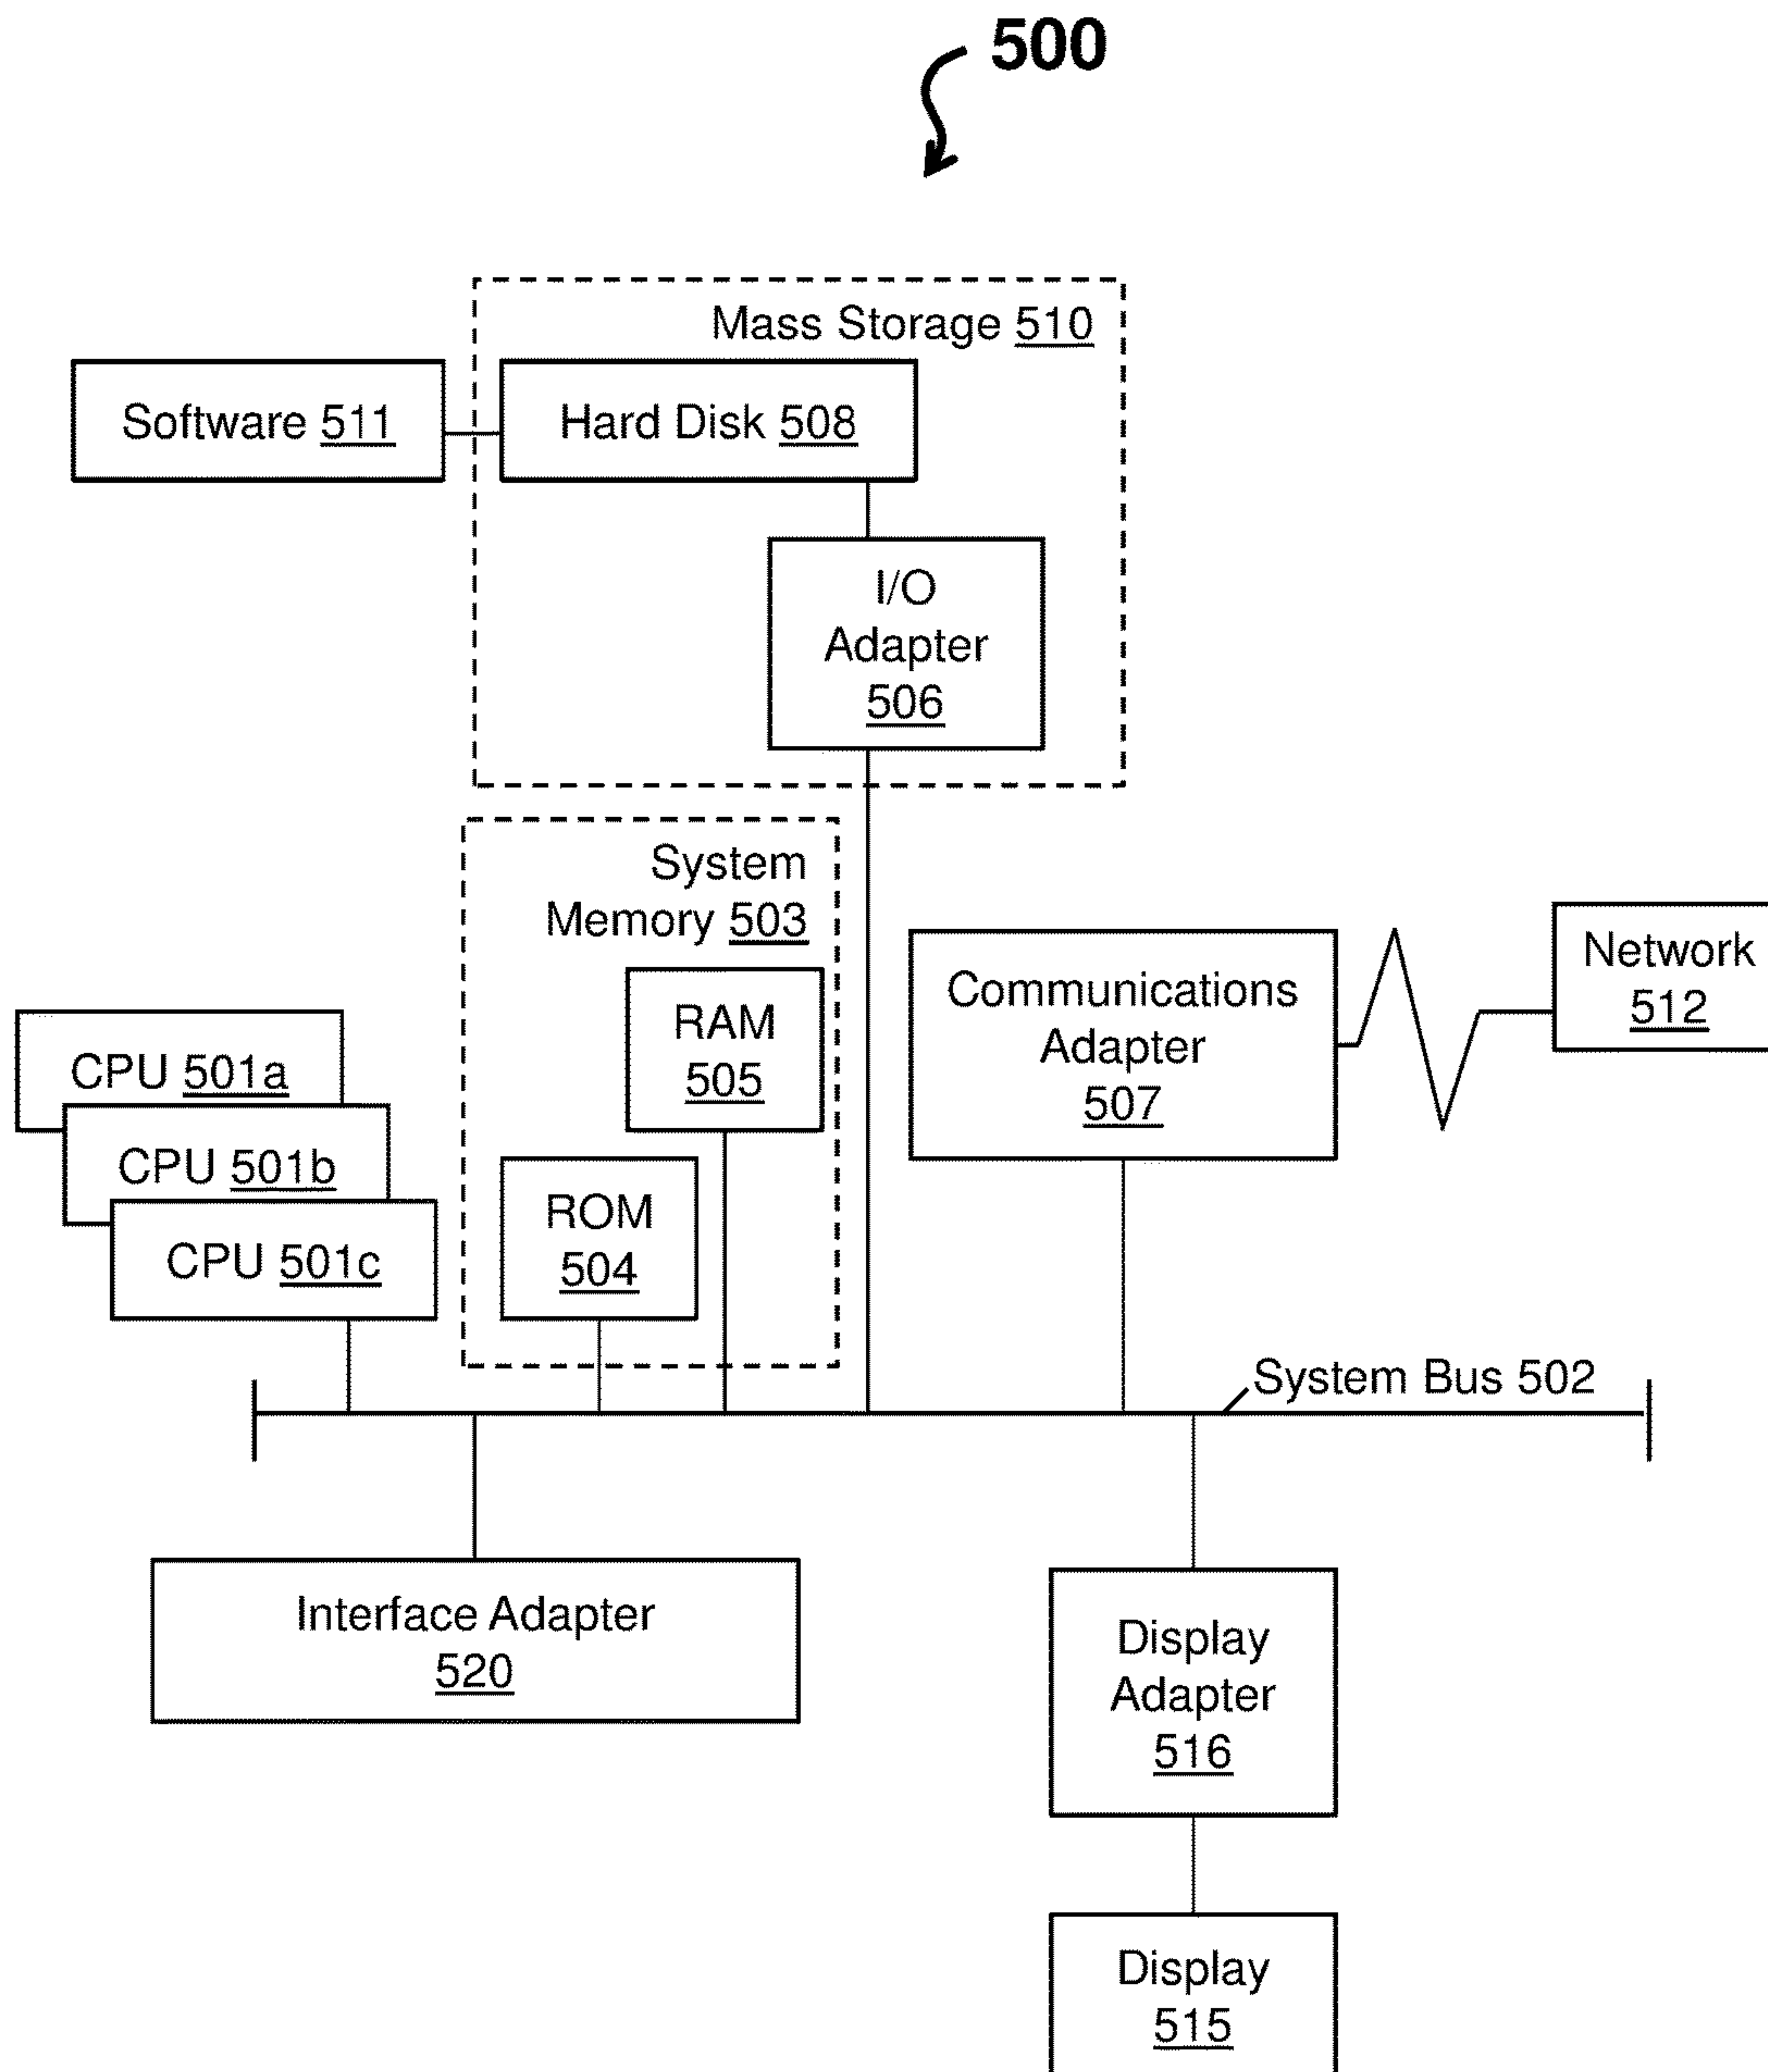 500
Mass Storage 510
Software 511
Hard Disk 508
I/O
Adapter
506
System
Memory 503
RAM
505
ROM
504
Communications
Adapter
507
Network
512
CPU 501a
CPU 501b
CPU 501c
System Bus 502
Interface Adapter
520
Display
Adapter
516
Display
515